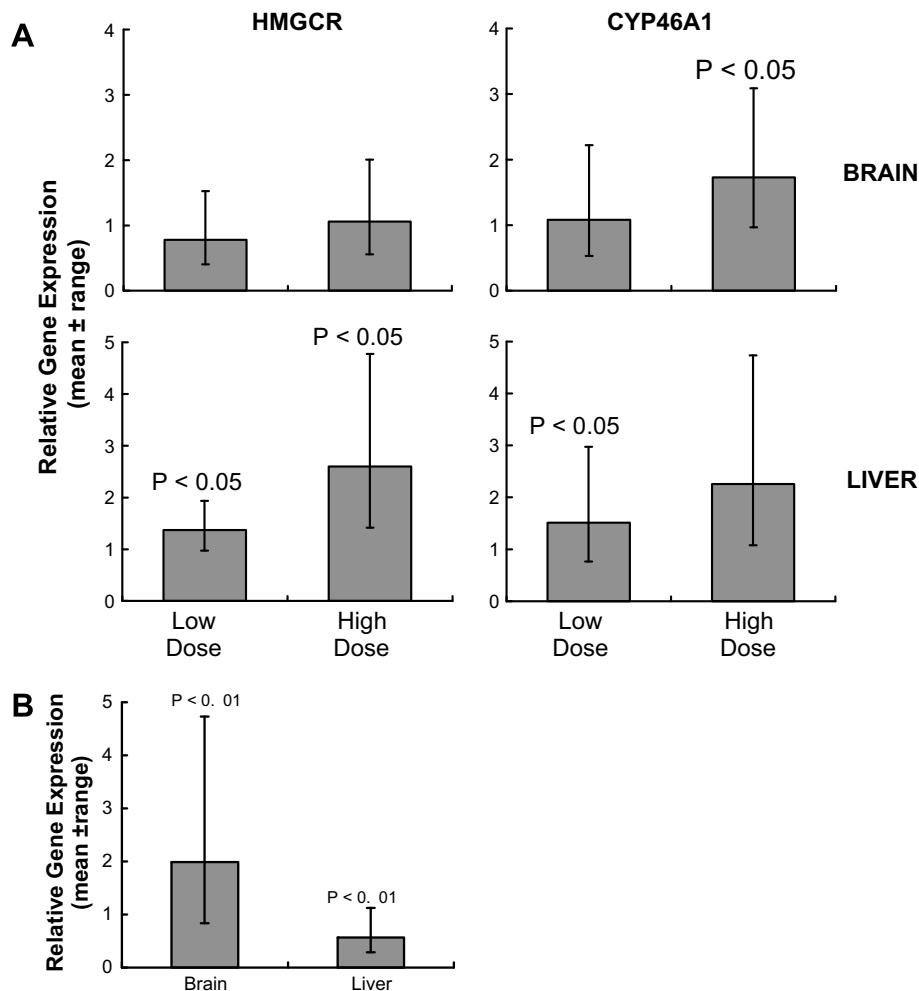 A
HMGCR
CYP46A1
Relative Gene Expression
(mean ± range)
4
3
2
1
0
4
P < 0.05
3
2
1
0
BRAIN
5
P < 0.05
4
3
P < 0.05
2
1
0
5
4
P < 0.05
3
2
1
0
LIVER
Low
Dose
High
Dose
Low
Dose
High
Dose
B
Relative Gene Expression
(mean ±range)
5
P < 0. 01
4
3
2
P < 0. 01
1
0
Brain
Liver